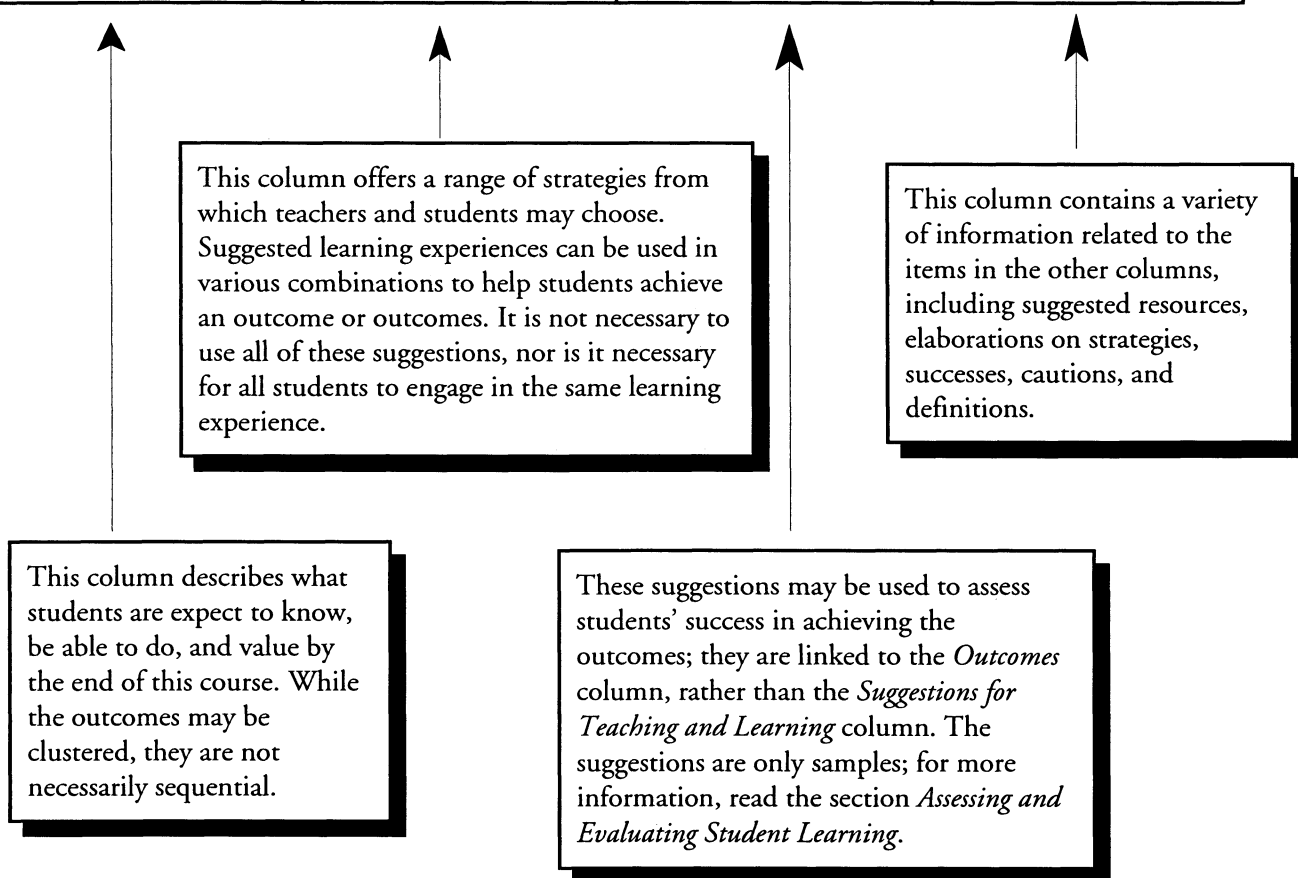 This column offers a range of strategies from
which teachers and students may choose.
Suggested learning experiences can be used in
various combinations to help students achieve
an outcome or outcomes. It is not necessary to
use all of these suggestions, nor is it necessary
for all students to engage in the same learning
experience.
This column contains a variety
of information related to the
items in the other columns,
including suggested resources,
elaborations on strategies,
successes, cautions, and
definitions.
This column describes what
students are expect to know,
be able to do, and value by
the end of this course. While
the outcomes may be
clustered, they are not
necessarily sequential.
These suggestions may be used to assess
students’ success in achieving the
outcomes; they are linked to the Outcomes
column, rather than the Suggestions for
Teaching and Learning column. The
suggestions are only samples; for more
information, read the section Assessing and
Evaluating Student Learning.